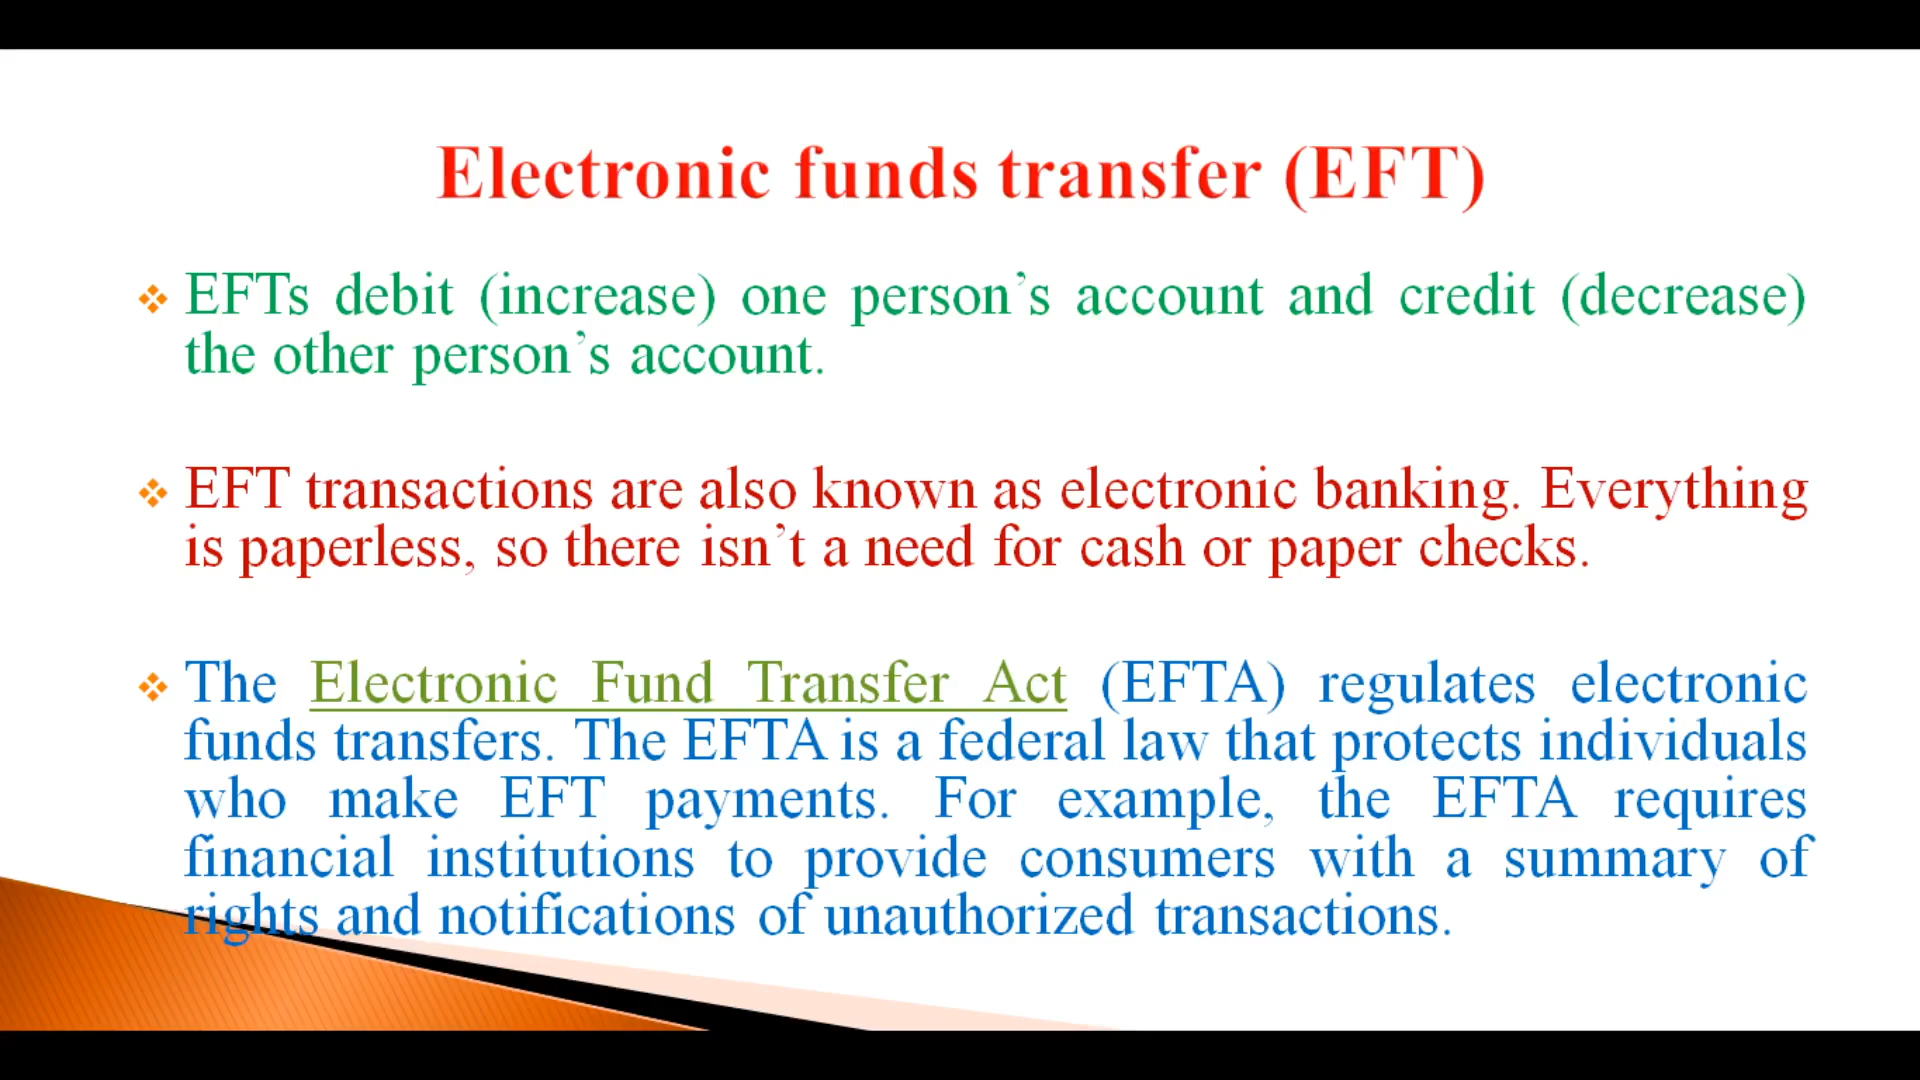 Electronic funds transfer (EFT)
EFTs debit (increase) one person’s account and credit (decrease)
the other person’s account.
EFT transactions are also known as electronic banking. Everything
is paperless, so there isn’t a need for cash or paper checks.
The Electronic Fund Transfer Act (EFTA) regulates electronic
funds transfers. The EFTA is a federal law that protects individuals
who make EFT payments. For example, the EFTA requires
financial institutions to provide consumers with a summary of
rights and notifications of unauthorized transactions.